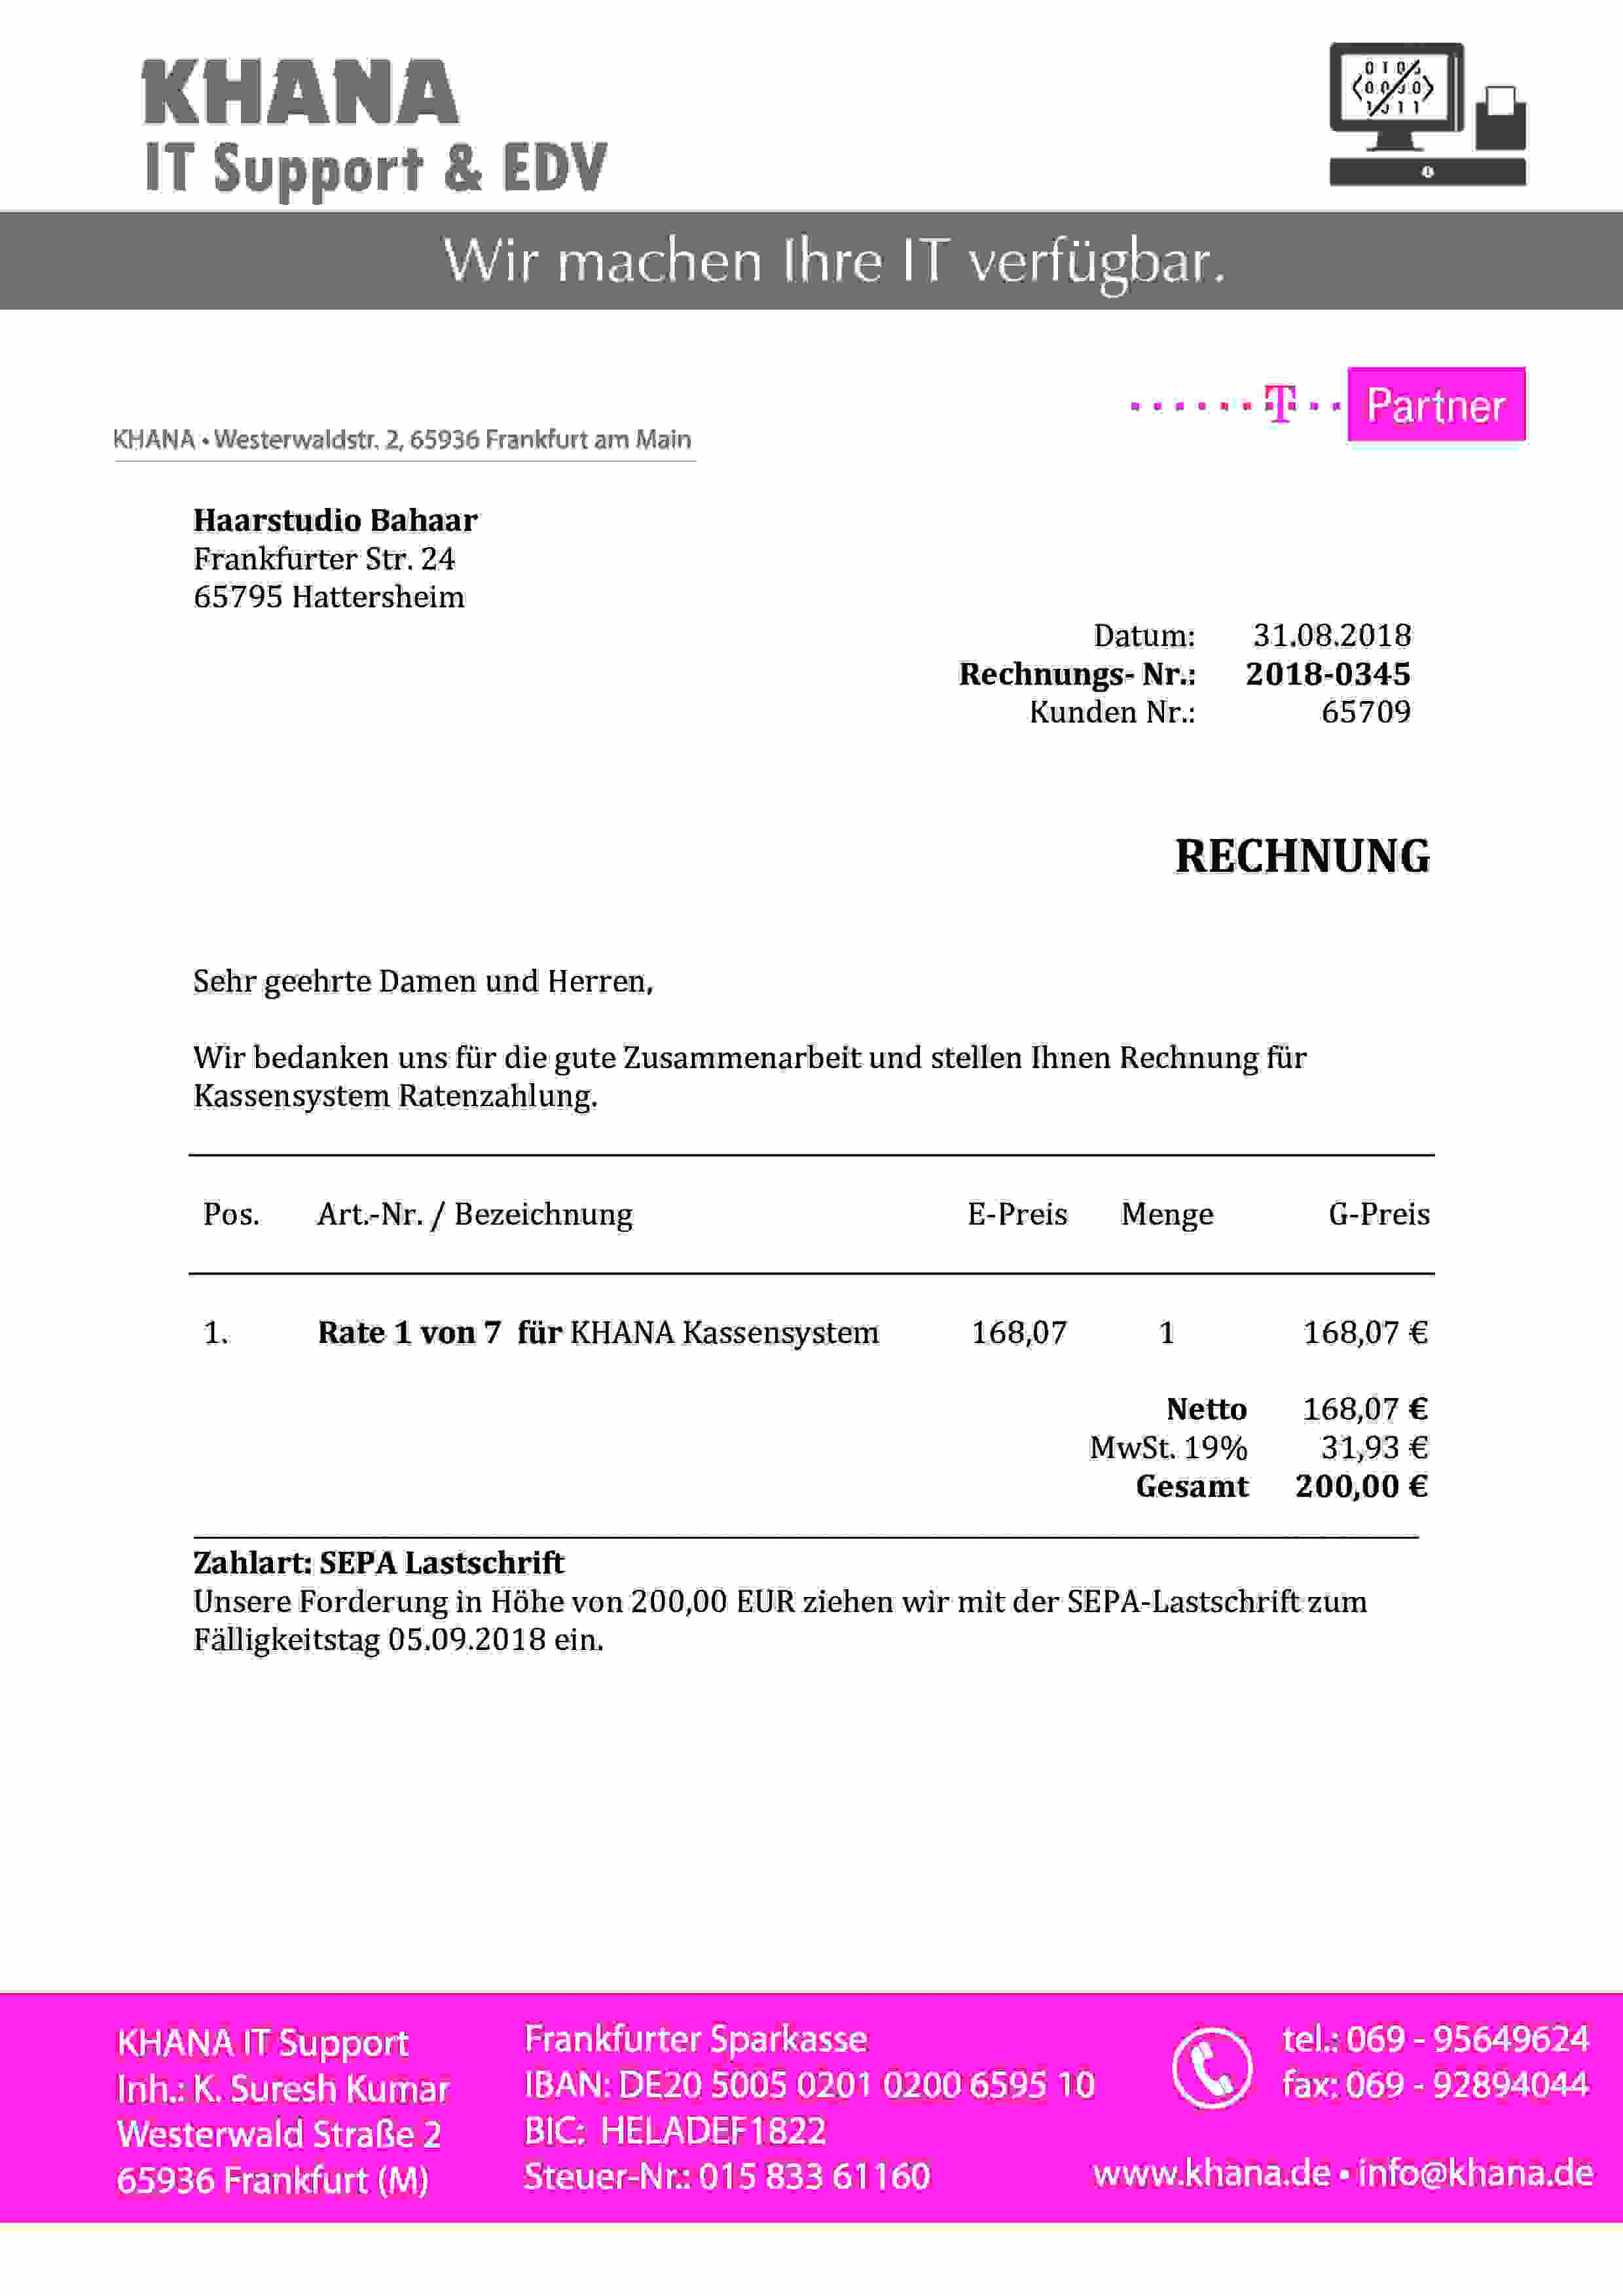 KHANA
IT Support & EDV
Wir machen Ihre IT verfügbar.
T Partner
KHANA • Westerwaldstr. 2, 65936 Frankfurt am Main
Haarstudio Bahaar
Frankfurter Str. 24
65795 Hattersheim
Datum: 31.08.2018
Rechnungs- Nr.: 2018-0345
Kunden Nr.: 65709
RECHNUNG
Sehr geehrte Damen und Herren,
Wir bedanken uns für die gute Zusammenarbeit und stellen Ihnen Rechnung für
Kassensystem Ratenzahlung.
Pos. Art.-Nr. / Bezeichnung E-Preis Menge G-Preis
1. Rate 1 von 7 für KHANA Kassensystem 168,07 1 168,07 €
Netto 168,07 €
MwSt. 19% 31,93 €
Gesamt 200,00 €
Zahlart: SEPA Lastschrift
Unsere Forderung in Höhe von 200,00 EUR ziehen wir mit der SEPA-Lastschrift zum
Fälligkeitstag 05.09.2018 ein.
KHANA IT Support
Inh.: K. Suresh Kumar
Westerwald Straße 2
65936 Frankfurt (M)
Frankfurter Sparkasse
IBAN: DE20 5005 0201 0200 6595 10
BIC: HELADEF1822
Steuer-Nr.: 015 833 61160
tel.: 069 - 95649624
fax: 069 - 92894044
www.khana.de • info@khana.de